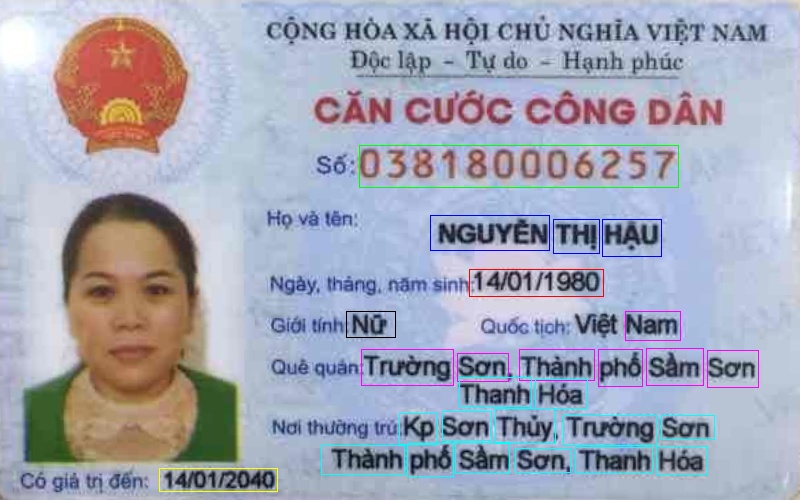 CỘNG HÒA XÃ HỘI CHỦ NGHĨA VIỆT NAM
Độc lập - Tự do - Hạnh phúc
CĂN CƯỚC CÔNG DÂN
Số: 038180006257
Họ và tên:
NGUYỄN THỊ HẬU
Ngày, tháng, năm sinh: 14/01/1980
Giới tính: Nữ Quốc tịch: Việt Nam
Quê quán: Trường Sơn, Thành phố Sầm Sơn
Thanh Hóa
Nơi thường trú: Kp Sơn Thủy, Trường Sơn
Thành phố Sầm Sơn, Thanh Hóa
Có giá trị đến: 14/01/2040